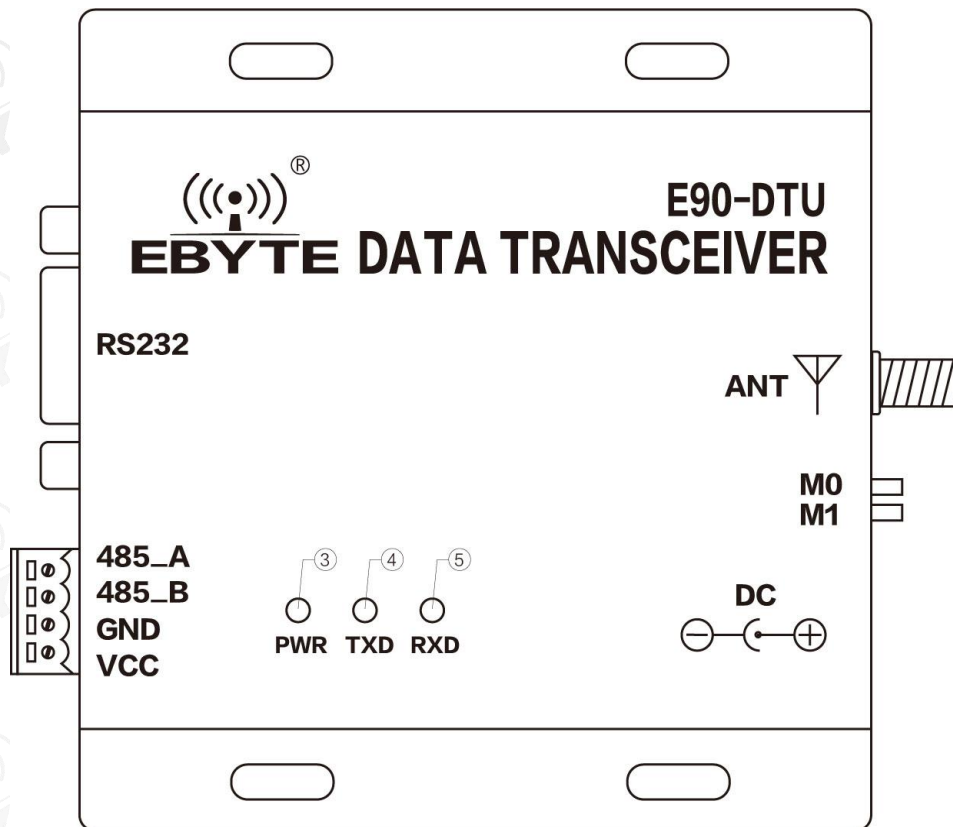 ®
E90-DTU
EBYTE DATA TRANSCEIVER
RS232
ANT
M0
M1
485_A
485_B
GND
VCC
③ ④ ⑤
PWR TXD RXD
DC